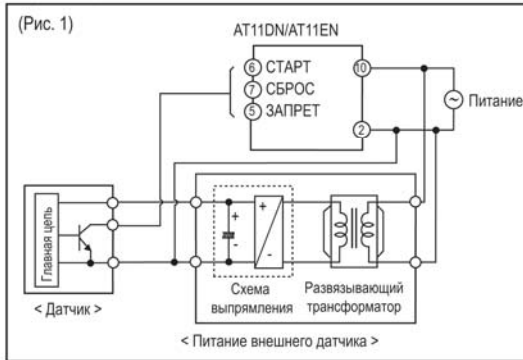 (Рис. 1)
AT11DN/AT11EN
6 СТАРТ
7 СБРОС
5 ЗАПРЕТ
10
2
~
Питание
Главная цепь
+
-
+
-
< Датчик >
Схема
выпрямления
Развязывающий
трансформатор
< Питание внешнего датчика >